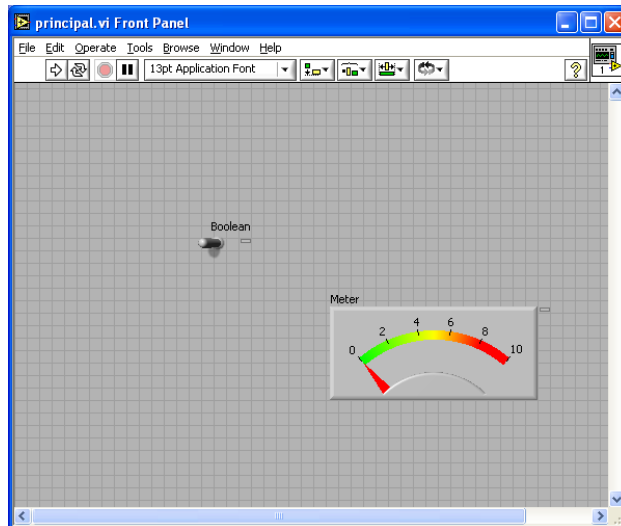 principal.vi Front Panel
File Edit Operate Tools Browse Window Help
13pt Application Font
?
1
Boolean
Meter
0 2 4 6 8 10